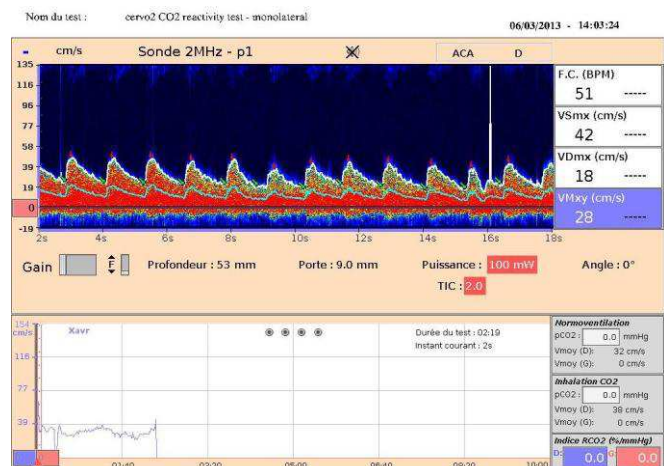 Nom du test : cervo2 CO2 reactivity test - monolateral
06/03/2013 - 14:03:24
- cm/s Sonde 2MHz - p1 ACA D
135
116
96
77
58
39
19
0
-19
2s 4s 6s 8s 10s 12s 14s 16s 18s
F.C. (BPM)
51 -----
VSmx (cm/s)
42 -----
VDmx (cm/s)
18 -----
VMxy (cm/s)
28 -----
Gain F Profondeur : 53 mm Porte : 9.0 mm Puissance : 100 mW Angle : 0°
TIC : 2.0
154
cm/s
116
77
39
Xavr
Durée du test : 02:19
Instant courant : 2s
01:40 03:20 05:00 06:40 08:20 10:00
Normoventilation
pCO2 : 0.0 mmHg
Vmoy (D): 32 cm/s
Vmoy (G): 0 cm/s
Inhalation CO2
pCO2 : 0.0 mmHg
Vmoy (D): 38 cm/s
Vmoy (G): 0 cm/s
Indice RCO2 (%/mmHg)
D: 0.0 G: 0.0